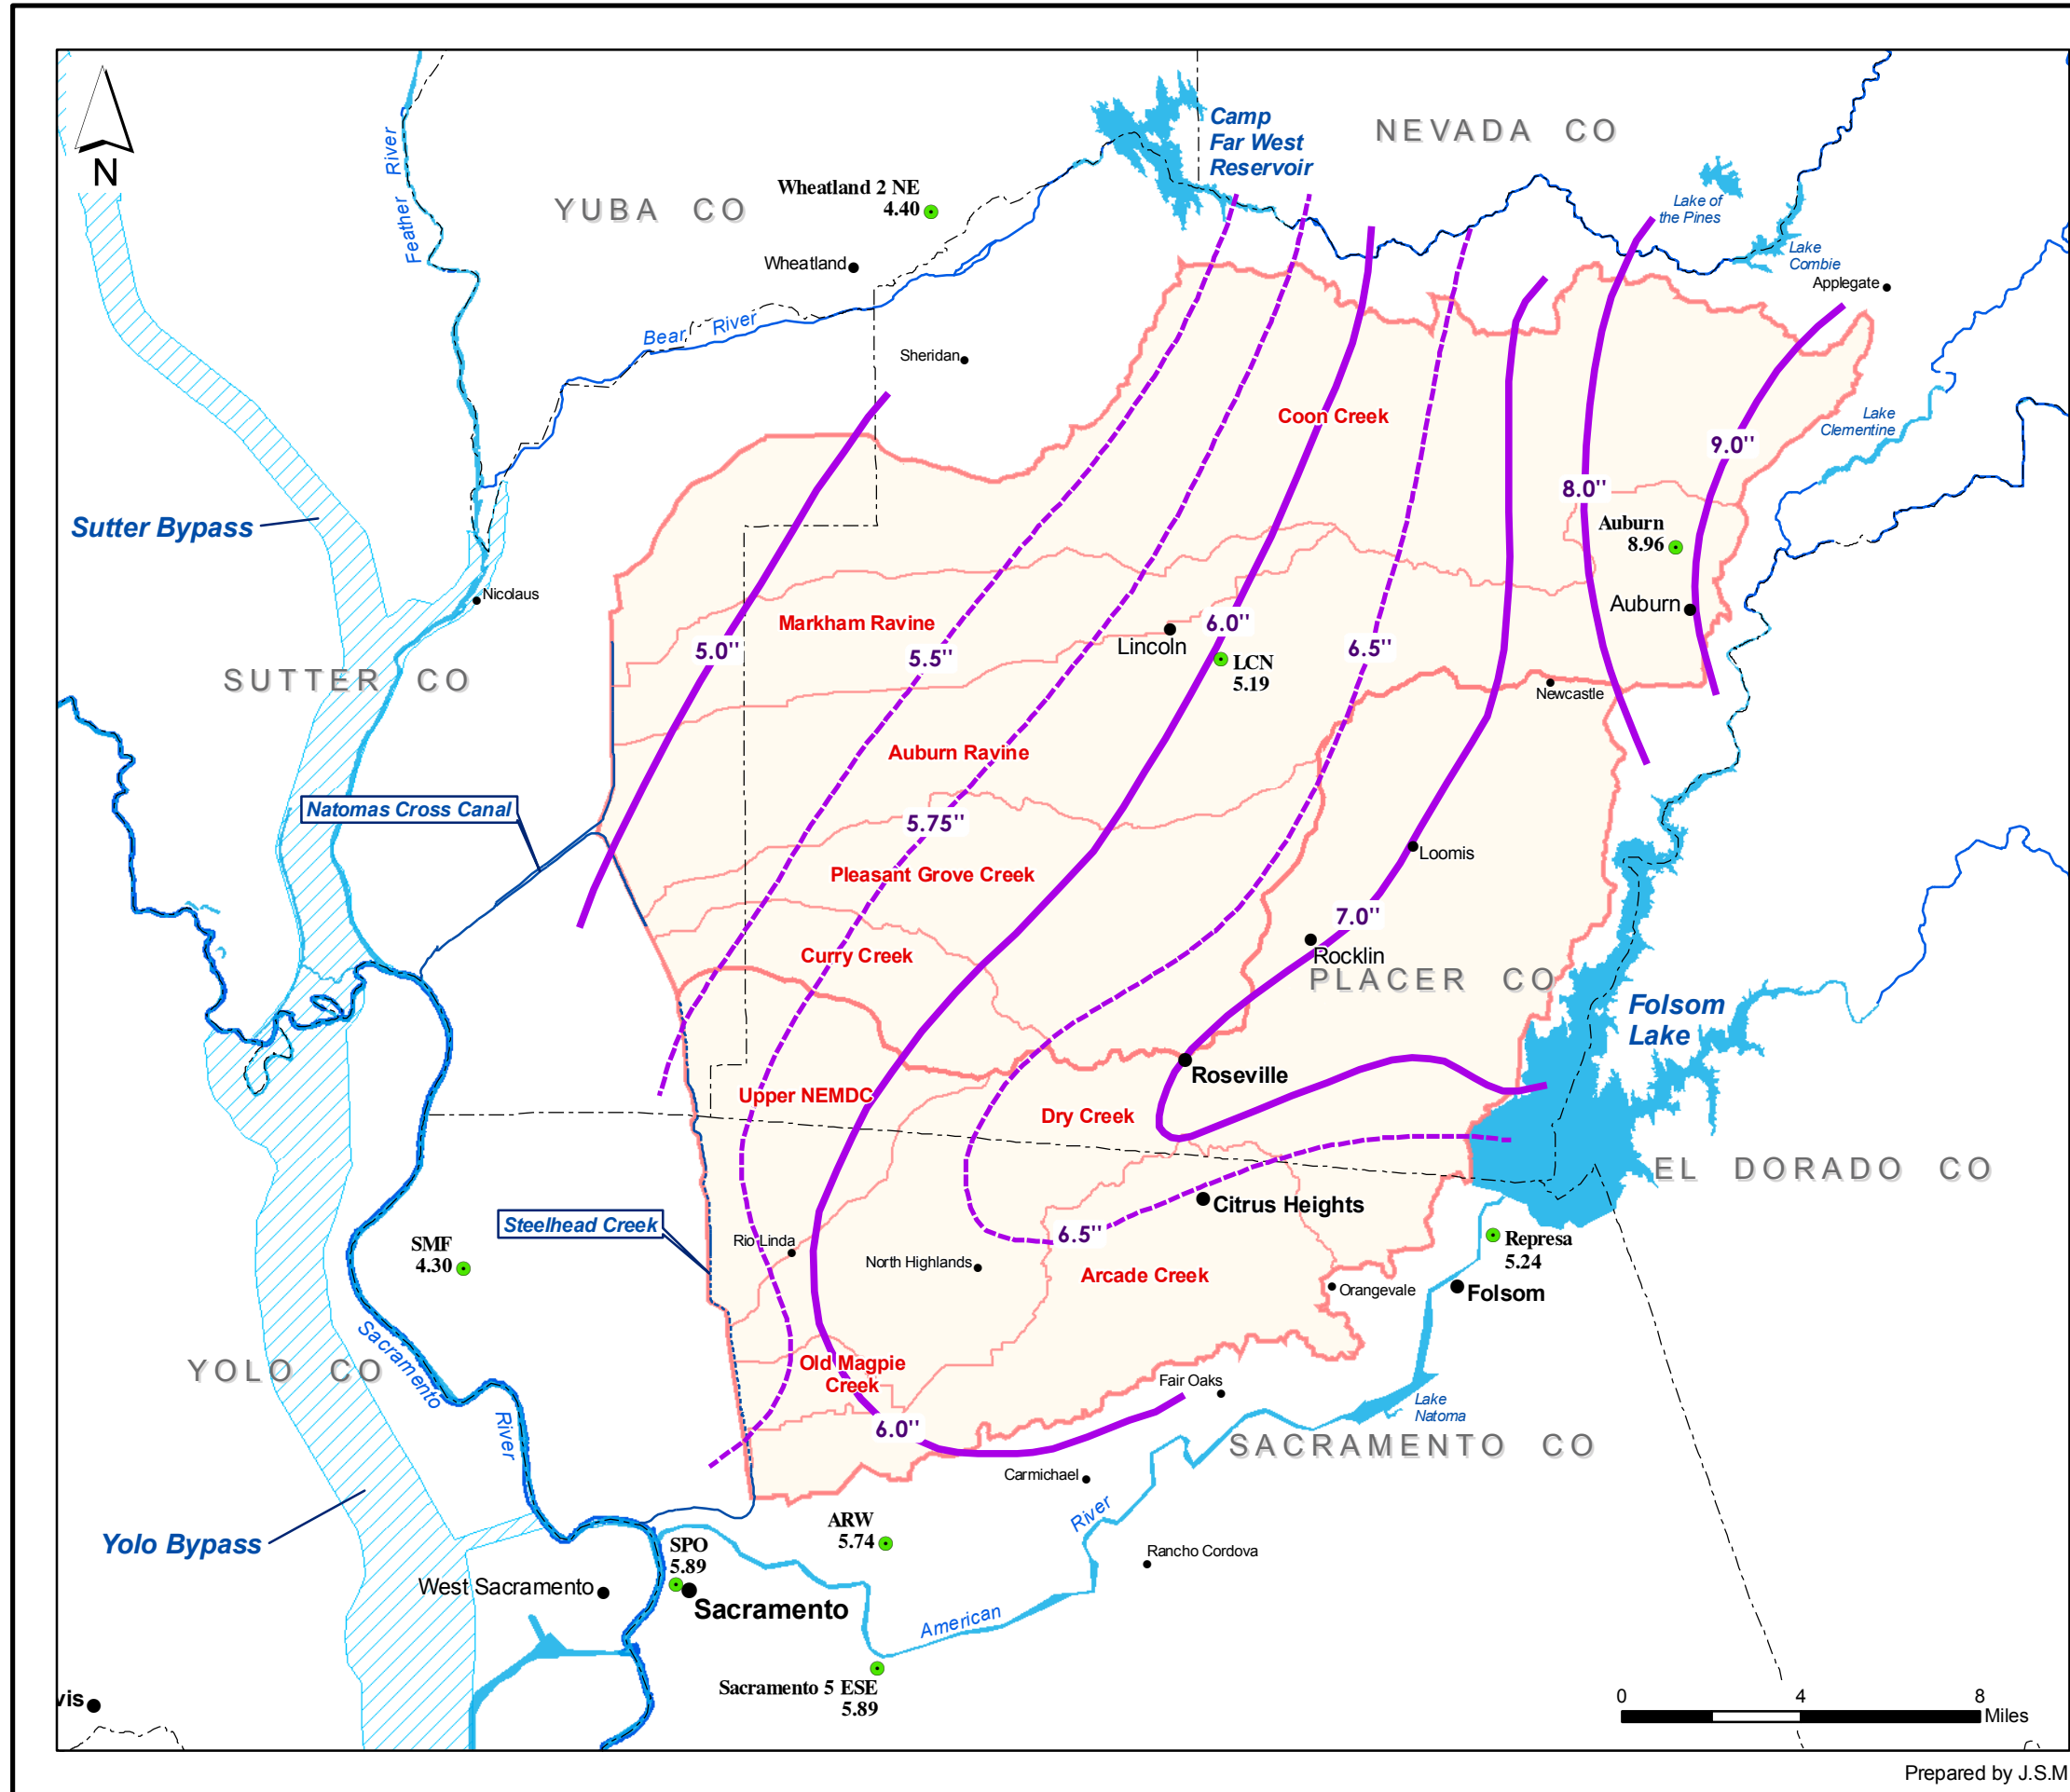 N
Feather River
YUBA CO
Wheatland 2 NE
4.40
Wheatland
Camp
Far West
Reservoir
NEVADA CO
Lake of
the Pines
Lake
Combie
Applegate
Bear River
Sheridan
Coon Creek
Lake
Clementine
9.0"
8.0"
Auburn
8.96
Sutter Bypass
Nicolaus
Markham Ravine
5.0"
5.5"
Lincoln
6.0"
LCN
5.19
6.5"
Auburn
SUTTER CO
Newcastle
Auburn Ravine
Natomas Cross Canal
5.75"
Pleasant Grove Creek
Loomis
7.0"
Rocklin
Curry Creek
PLACER CO
Folsom
Lake
Roseville
Upper NEMDC
Dry Creek
EL DORADO CO
Citrus Heights
Steelhead Creek
SMF
4.30
Rio Linda
North Highlands
6.5"
Represa
5.24
Arcade Creek
Orangevale
Folsom
YOLO CO
Sacramento
River
Old Magpie
Creek
Fair Oaks
Lake
Natoma
6.0"
SACRAMENTO CO
Carmichael
American
River
Yolo Bypass
ARW
5.74
SPO
5.89
Rancho Cordova
West Sacramento
Sacramento
Sacramento 5 ESE
5.89
vis
0 4 8
Miles
Prepared by J.S.M